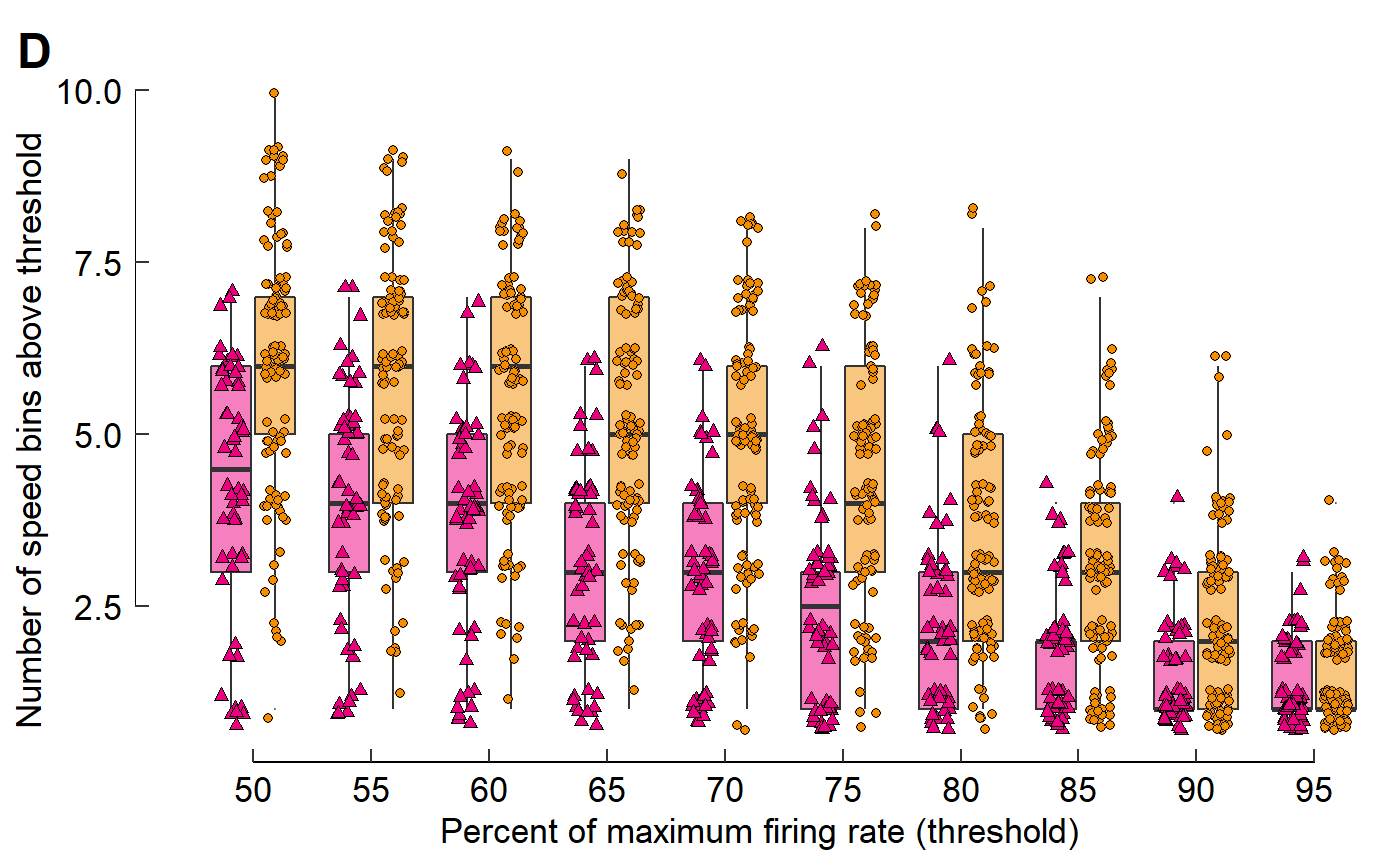 D
Number of speed bins above threshold
10.0
7.5
5.0
2.5
50 55 60 65 70 75 80 85 90 95
Percent of maximum firing rate (threshold)